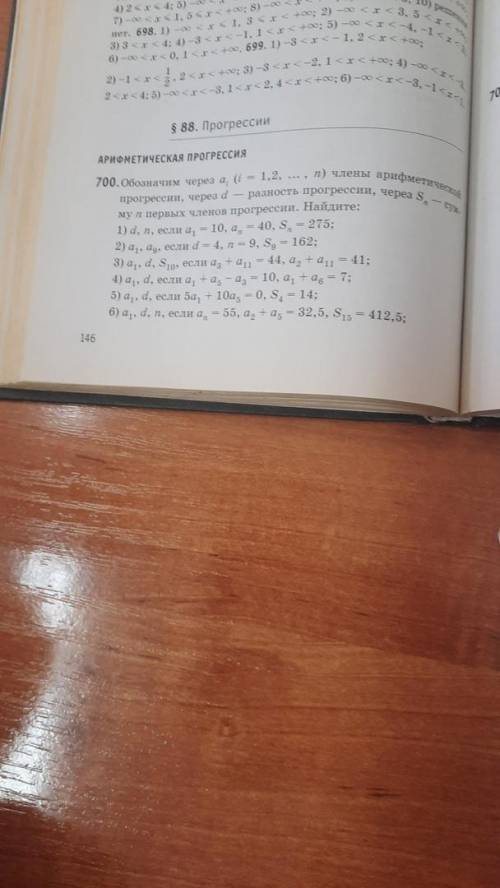 4) 2 < x < 4; 5) −∞ < x
7) −∞ < x ⩽ 1, 5 ⩽ x < +∞; 8) −∞ < x 10) решений
нет. 698. 1) −∞ < x < 1, 3 < x < +∞; 2) −∞ < x < 3, 5 < x < +∞;
3) 3 < x < 4; 4) −3 < x < −1, 1 < x < +∞; 5) −∞ < x < −4, −1 < x < 2;
6) −∞ < x < 0, 1 < x < +∞. 699. 1) −3 < x < −1, 2 < x < +∞;
2) −1 < x < 1/2, 2 < x < +∞; 3) −3 < x < −2, 1 < x < +∞; 4) −∞ < x <
2 < x < 4; 5) −∞ < x < −3, 1 < x < 2, 4 < x < +∞; 6) −∞ < x < −3, −1 < x < 1,
§ 88. Прогрессии
АРИФМЕТИЧЕСКАЯ ПРОГРЕССИЯ
700. Обозначим через aᵢ (i = 1,2, ... , n) члены арифметической
прогрессии, через d — разность прогрессии, через Sₙ — сум-
му n первых членов прогрессии. Найдите:
1) d, n, если a₁ = 10, aₙ = 40, Sₙ = 275;
2) a₁, a₉, если d = 4, n = 9, S₉ = 162;
3) a₁, d, S₁₀, если a₃ + a₁₁ = 44, a₂ + a₁₁ = 41;
4) a₁, d, если a₁ + a₅ − a₃ = 10, a₁ + a₆ = 7;
5) a₁, d, если 5a₁ + 10a₅ = 0, S₄ = 14;
6) a₁, d, n, если aₙ = 55, a₂ + a₅ = 32,5, S₁₅ = 412,5;
146
70